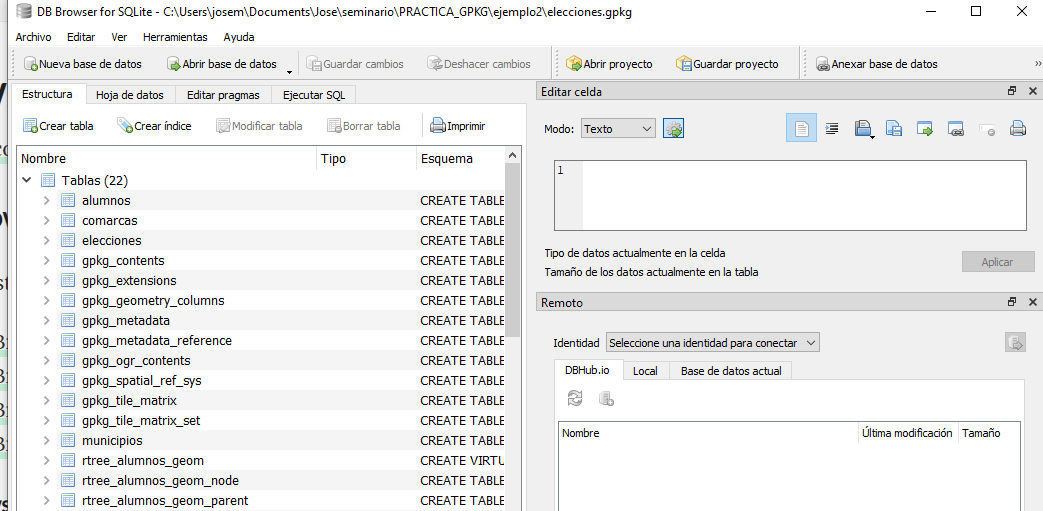 DB Browser for SQLite - C:\Users\josem\Documents\Jose\seminario\PRACTICA_GPKG\ejemplo2\elecciones.gpkg
Archivo Editar Ver Herramientas Ayuda
Nueva base de datos Abrir base de datos Guardar cambios Deshacer cambios Abrir proyecto Guardar proyecto Anexar base de datos »
Estructura Hoja de datos Editar pragmas Ejecutar SQL
Crear tabla Crear índice Modificar tabla Borrar tabla Imprimir
Nombre Tipo Esquema
Tablas (22)
alumnos CREATE TABLE
comarcas CREATE TABLE
elecciones CREATE TABLE
gpkg_contents CREATE TABLE
gpkg_extensions CREATE TABLE
gpkg_geometry_columns CREATE TABLE
gpkg_metadata CREATE TABLE
gpkg_metadata_reference CREATE TABLE
gpkg_ogr_contents CREATE TABLE
gpkg_spatial_ref_sys CREATE TABLE
gpkg_tile_matrix CREATE TABLE
gpkg_tile_matrix_set CREATE TABLE
municipios CREATE TABLE
rtree_alumnos_geom CREATE VIRTU
rtree_alumnos_geom_node CREATE TABLE
rtree_alumnos_geom_parent CREATE TABLE
Editar celda
Modo: Texto
1
Tipo de datos actualmente en la celda
Tamaño de los datos actualmente en la tabla
Aplicar
Remoto
Identidad Seleccione una identidad para conectar
DBHub.io Local Base de datos actual
Nombre Última modificación Tamaño